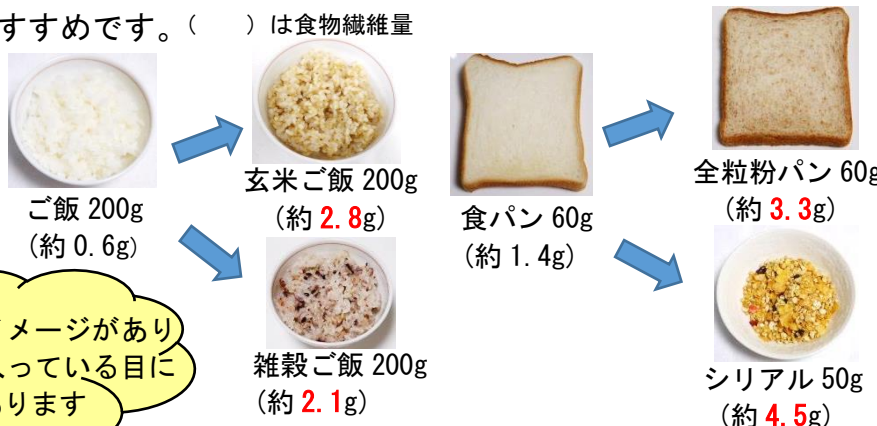 すすめです。（　　）は食物繊維量
ご飯 200g
(約 0.6g)
玄米ご飯 200g
(約 2.8g)
雑穀ご飯 200g
(約 2.1g)
食パン 60g
(約 1.4g)
全粒粉パン 60g
(約 3.3g)
シリアル 50g
(約 4.5g)
メージがあり
っている目に
ります